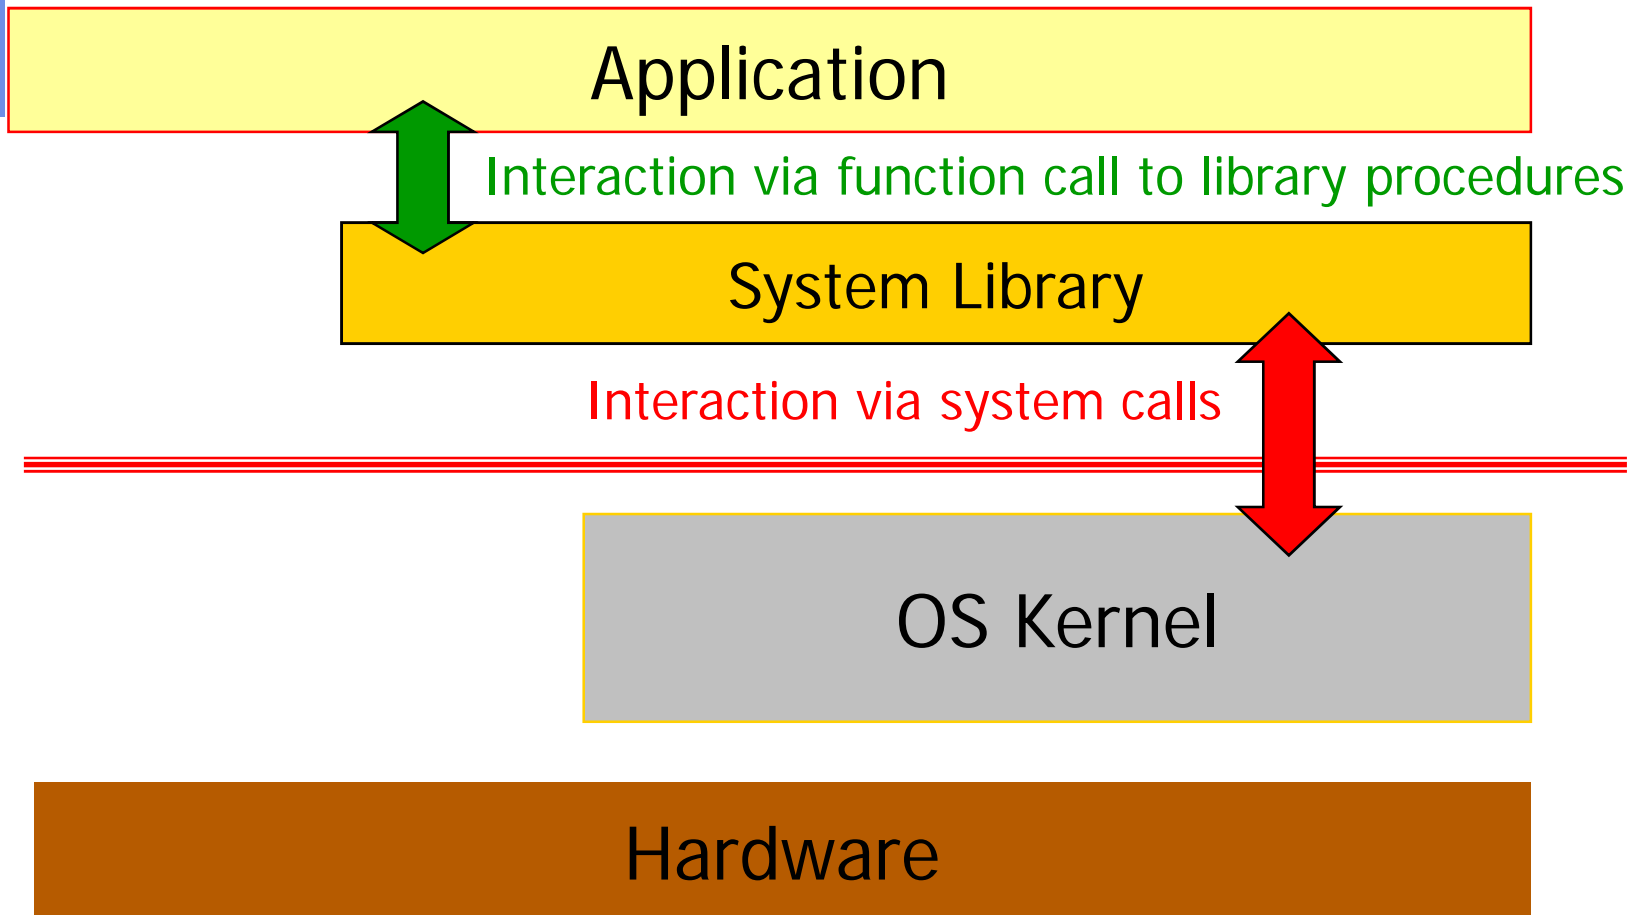 Application
Interaction via function call to library procedures
System Library
Interaction via system calls
OS Kernel
Hardware